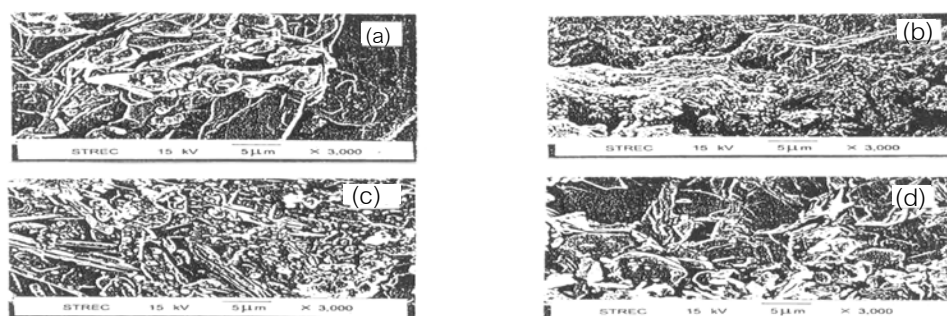 (a)
STREC 15 kV 5μm × 3,000
(b)
STREC 15 kV 5μm × 3,000
(c)
STREC 15 kV 5μm × 3,000
(d)
STREC 15 kV 5μm × 3,000